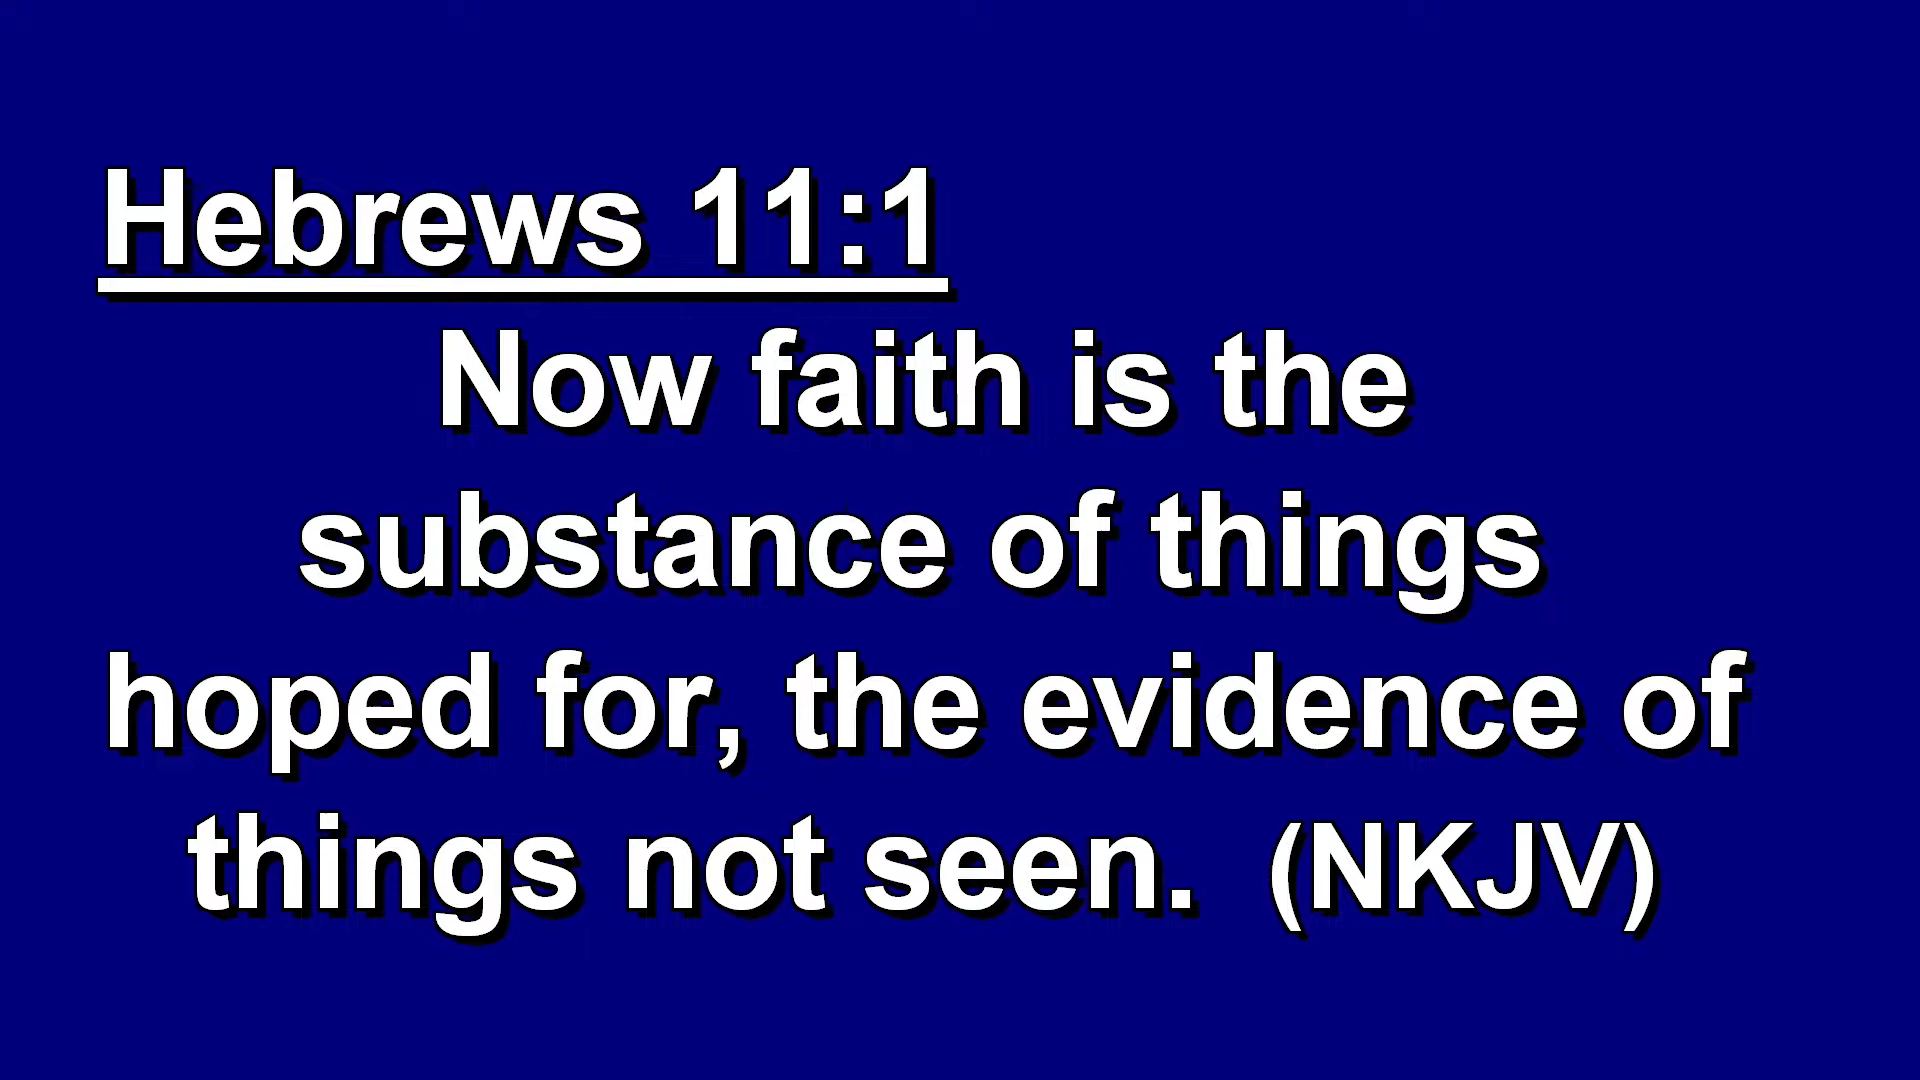 Hebrews 11:1
Now faith is the
substance of things
hoped for, the evidence of
things not seen.  (NKJV)